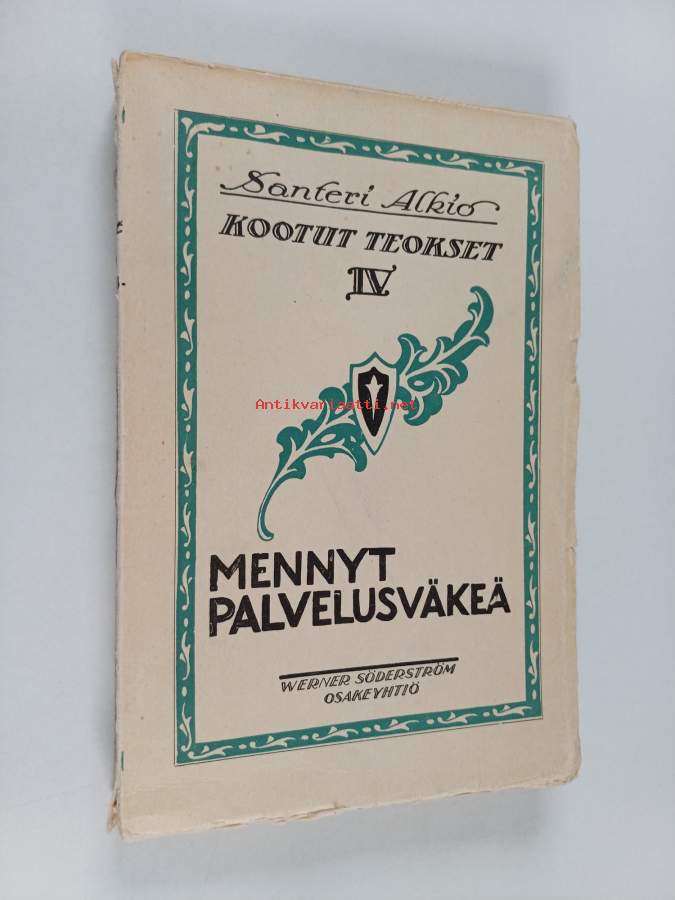 Santeri Alkio
KOOTUT TEOKSET
IV
Antikvariaatti.net
MENNYT
PALVELUSVÄKEÄ
WERNER SÖDERSTRÖM
OSAKEYHTIÖ